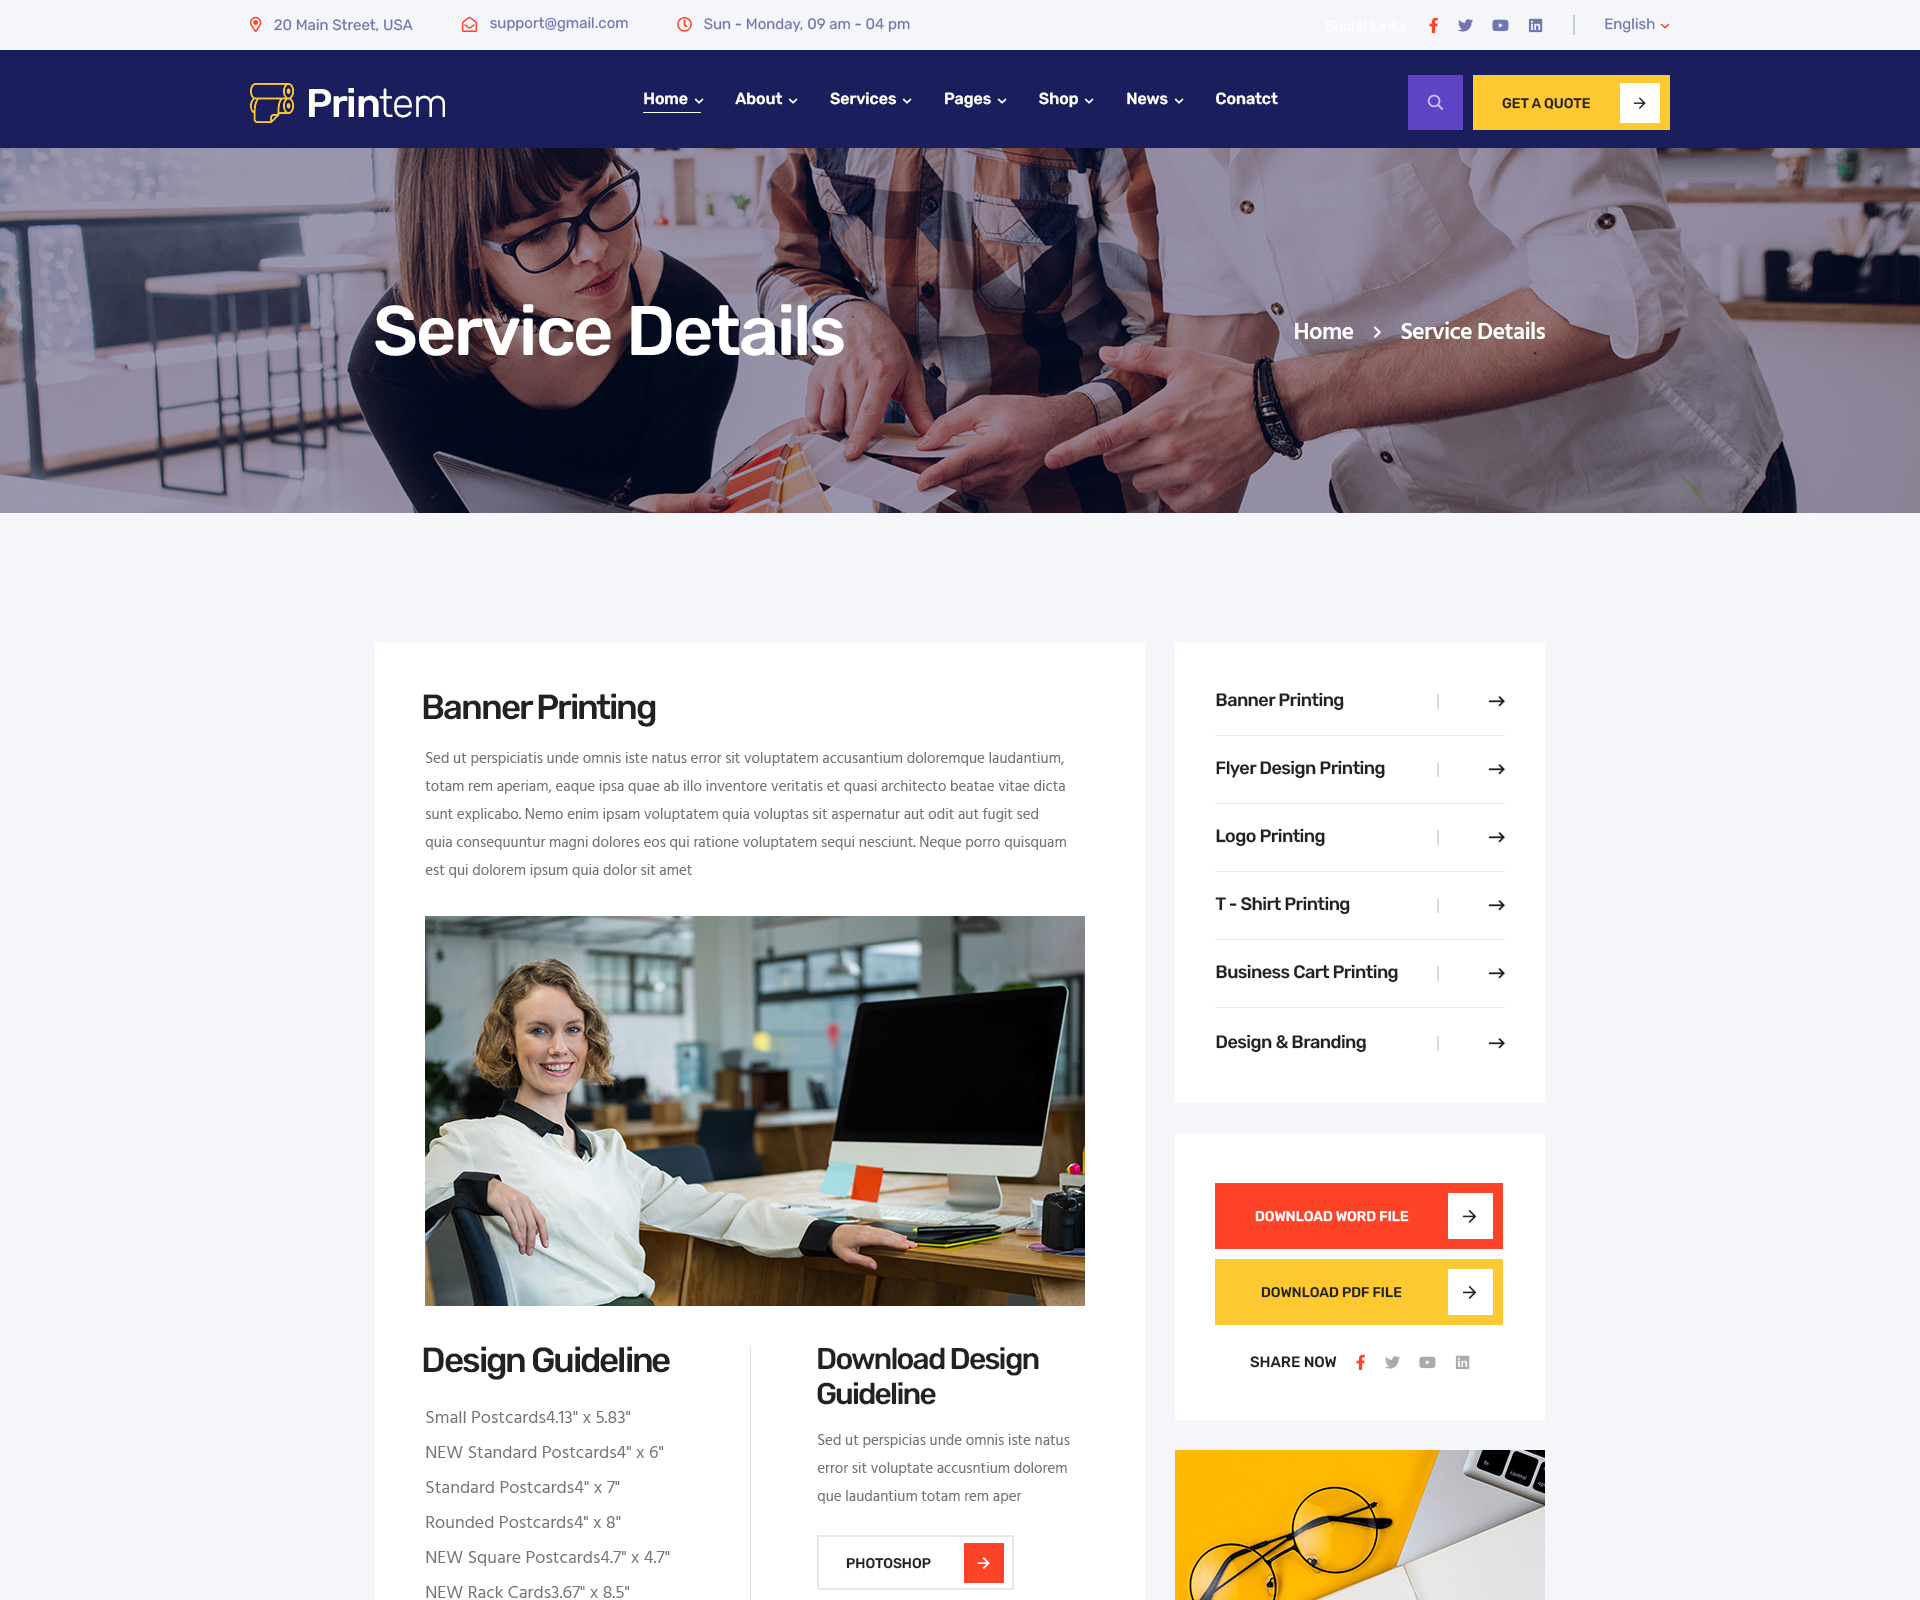 20 Main Street, USA
support@gmail.com
Sun - Monday, 09 am - 04 pm
Social Links
English
Printem
Home
About
Services
Pages
Shop
News
Conatct
GET A QUOTE
Service Details
Home
Service Details
Banner Printing
Sed ut perspiciatis unde omnis iste natus error sit voluptatem accusantium doloremque laudantium,
totam rem aperiam, eaque ipsa quae ab illo inventore veritatis et quasi architecto beatae vitae dicta
sunt explicabo. Nemo enim ipsam voluptatem quia voluptas sit aspernatur aut odit aut fugit sed
quia consequuntur magni dolores eos qui ratione voluptatem sequi nesciunt. Neque porro quisquam
est qui dolorem ipsum quia dolor sit amet
Design Guideline
Small Postcards4.13" x 5.83"
NEW Standard Postcards4" x 6"
Standard Postcards4" x 7"
Rounded Postcards4" x 8"
NEW Square Postcards4.7" x 4.7"
NEW Rack Cards3.67" x 8.5"
Download Design
Guideline
Sed ut perspicias unde omnis iste natus
error sit voluptate accusntium dolorem
que laudantium totam rem aper
PHOTOSHOP
Banner Printing
Flyer Design Printing
Logo Printing
T - Shirt Printing
Business Cart Printing
Design & Branding
DOWNLOAD WORD FILE
DOWNLOAD PDF FILE
SHARE NOW